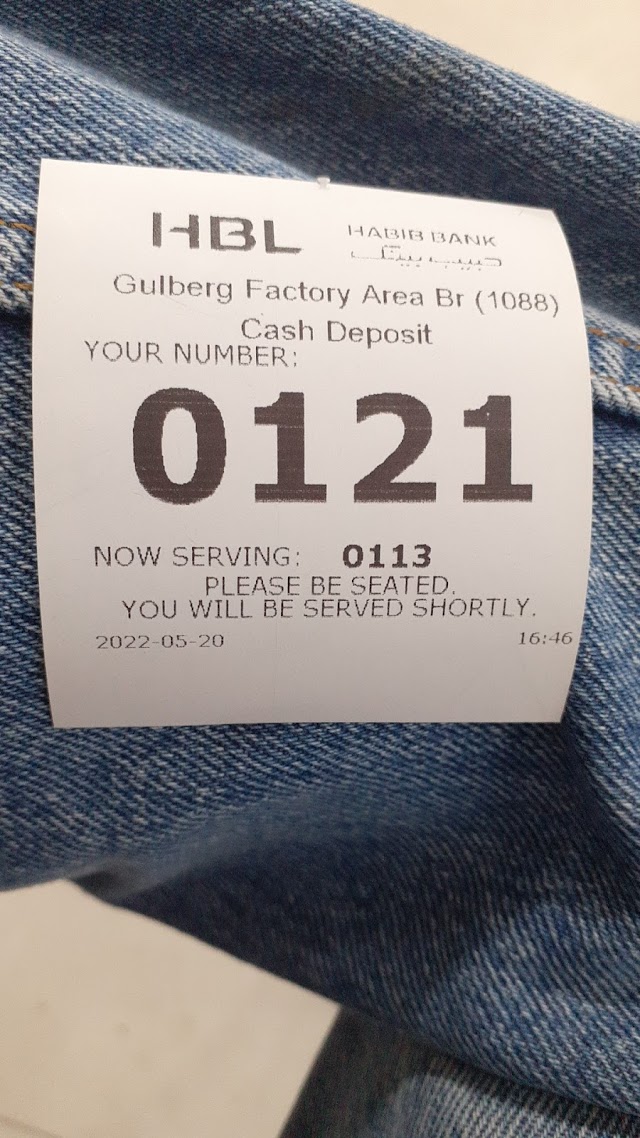 HBL HABIB BANK
حبیب بینک
Gulberg Factory Area Br (1088)
Cash Deposit
YOUR NUMBER:
0121
NOW SERVING: 0113
PLEASE BE SEATED.
YOU WILL BE SERVED SHORTLY.
2022-05-20 16:46